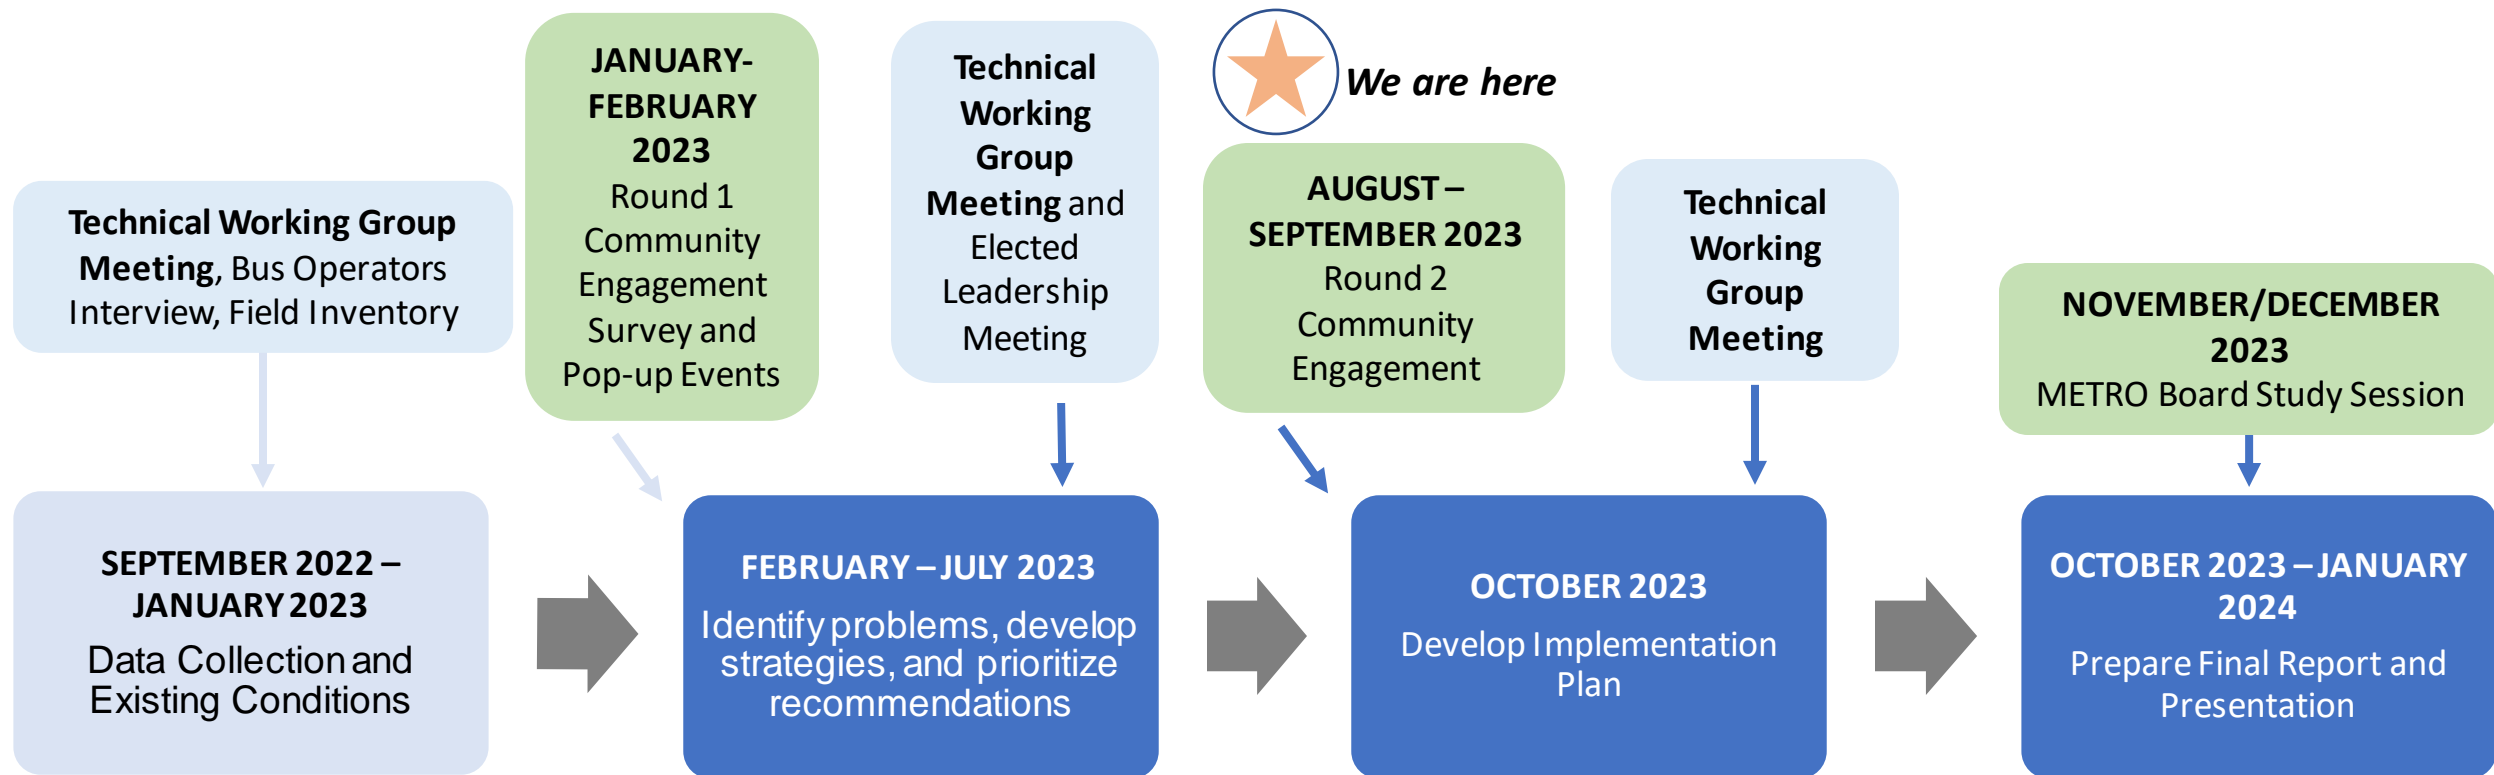 Technical Working Group
Meeting, Bus Operators
Interview, Field Inventory
JANUARY-
FEBRUARY
2023
Round 1
Community
Engagement
Survey and
Pop-up Events
Technical
Working
Group
Meeting and
Elected
Leadership
Meeting
We are here
AUGUST –
SEPTEMBER 2023
Round 2
Community
Engagement
Technical
Working
Group
Meeting
NOVEMBER/DECEMBER
2023
METRO Board Study Session
SEPTEMBER 2022 –
JANUARY 2023
Data Collection and
Existing Conditions
FEBRUARY – JULY 2023
Identify problems, develop
strategies, and prioritize
recommendations
OCTOBER 2023
Develop Implementation
Plan
OCTOBER 2023 – JANUARY
2024
Prepare Final Report and
Presentation